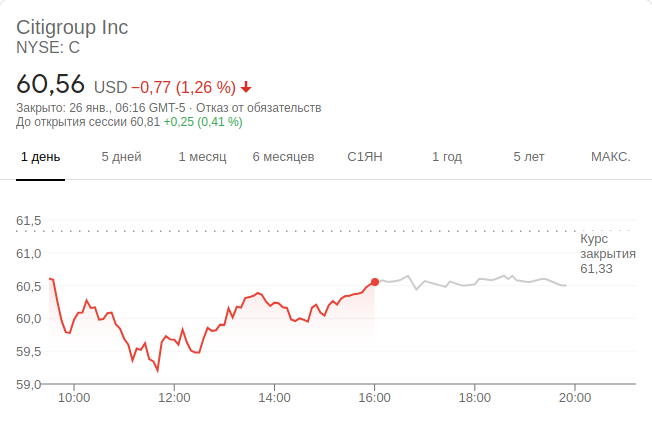 Citigroup Inc
NYSE: C
60,56 USD −0,77 (1,26 %)
Закрыто: 26 янв., 06:16 GMT-5 · Отказ от обязательств
До открытия сессии 60,81 +0,25 (0,41 %)
1 день 5 дней 1 месяц 6 месяцев С1ЯН 1 год 5 лет МАКС.
61,5
Курс
закрытия
61,33
61,0
60,5
60,0
59,5
59,0
10:00 12:00 14:00 16:00 18:00 20:00